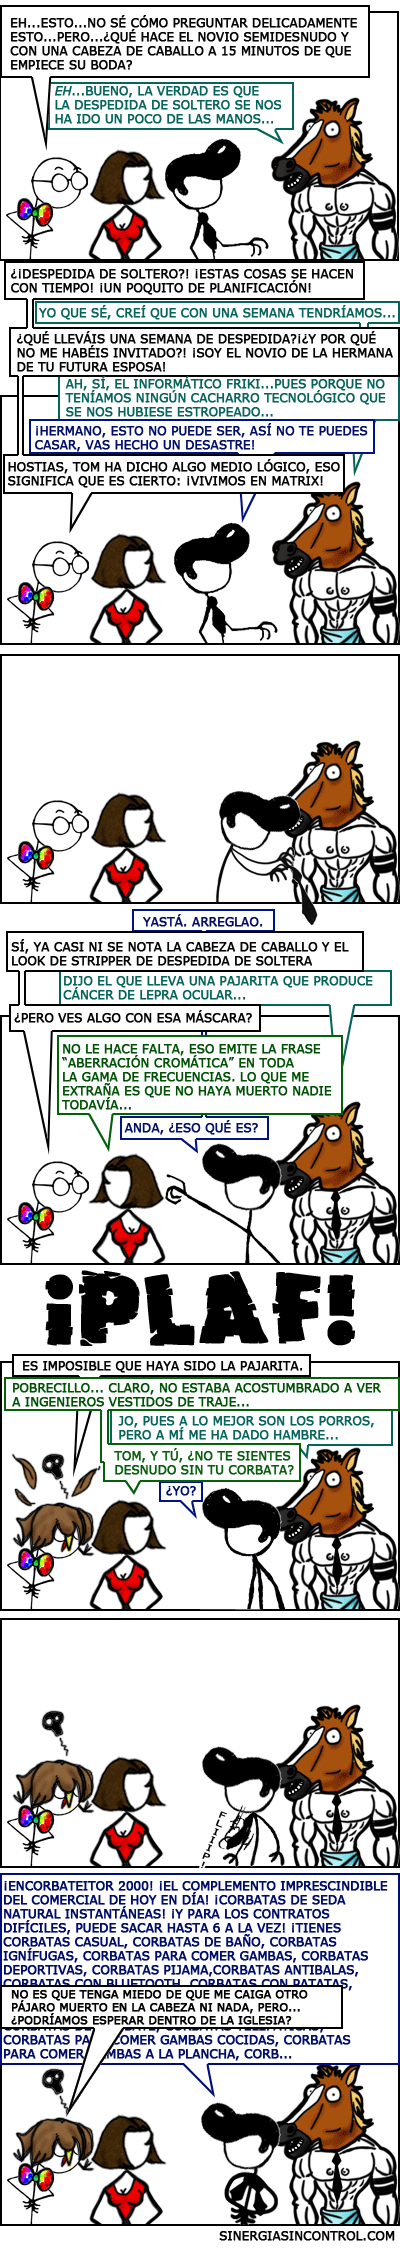 EH...ESTO...NO SÉ CÓMO PREGUNTAR DELICADAMENTE
ESTO...PERO...¿QUÉ HACE EL NOVIO SEMIDESNUDO Y
CON UNA CABEZA DE CABALLO A 15 MINUTOS DE QUE
EMPIECE SU BODA?
EH...BUENO, LA VERDAD ES QUE
LA DESPEDIDA DE SOLTERO SE NOS
HA IDO UN POCO DE LAS MANOS...
¿¡DESPEDIDA DE SOLTERO?! ¡ESTAS COSAS SE HACEN
CON TIEMPO! ¡UN POQUITO DE PLANIFICACIÓN!
YO QUE SÉ, CREÍ QUE CON UNA SEMANA TENDRÍAMOS...
¿QUÉ LLEVÁIS UNA SEMANA DE DESPEDIDA?!¿Y POR QUÉ
NO ME HABÉIS INVITADO?! ¡SOY EL NOVIO DE LA HERMANA
DE TU FUTURA ESPOSA!
AH, SÍ, EL INFORMÁTICO FRIKI...PUES PORQUE NO
TENÍAMOS NINGÚN CACHARRO TECNOLÓGICO QUE
SE NOS HUBIESE ESTROPEADO...
¡HERMANO, ESTO NO PUEDE SER, ASÍ NO TE PUEDES
CASAR, VAS HECHO UN DESASTRE!
HOSTIAS, TOM HA DICHO ALGO MEDIO LÓGICO, ESO
SIGNIFICA QUE ES CIERTO: ¡VIVIMOS EN MATRIX!
YASTÁ. ARREGLAO.
SÍ, YA CASI NI SE NOTA LA CABEZA DE CABALLO Y EL
LOOK DE STRIPPER DE DESPEDIDA DE SOLTERA
DIJO EL QUE LLEVA UNA PAJARITA QUE PRODUCE
CÁNCER DE LEPRA OCULAR...
¿PERO VES ALGO CON ESA MÁSCARA?
NO LE HACE FALTA, ESO EMITE LA FRASE
“ABERRACIÓN CROMÁTICA” EN TODA
LA GAMA DE FRECUENCIAS. LO QUE ME
EXTRAÑA ES QUE NO HAYA MUERTO NADIE
TODAVÍA...
ANDA, ¿ESO QUÉ ES?
¡PLAF!
ES IMPOSIBLE QUE HAYA SIDO LA PAJARITA.
POBRECILLO... CLARO, NO ESTABA ACOSTUMBRADO A VER
A INGENIEROS VESTIDOS DE TRAJE...
JO, PUES A LO MEJOR SON LOS PORROS,
PERO A MÍ ME HA DADO HAMBRE...
TOM, Y TÚ, ¿NO TE SIENTES
DESNUDO SIN TU CORBATA?
¿YO?
¡ENCORBATEITOR 2000! ¡EL COMPLEMENTO IMPRESCINDIBLE
DEL COMERCIAL DE HOY EN DÍA! ¡CORBATAS DE SEDA
NATURAL INSTANTÁNEAS! ¡Y PARA LOS CONTRATOS
DIFÍCILES, PUEDE SACAR HASTA 6 A LA VEZ! ¡TIENES
CORBATAS CASUAL, CORBATAS DE BAÑO, CORBATAS
IGNÍFUGAS, CORBATAS PARA COMER GAMBAS, CORBATAS
DEPORTIVAS, CORBATAS PIJAMA,CORBATAS ANTIBALAS,
CORBATAS CON BLUETOOTH, CORBATAS CON PATATAS,
NO ES QUE TENGA MIEDO DE QUE ME CAIGA OTRO
PÁJARO MUERTO EN LA CABEZA NI NADA, PERO...
¿PODRÍAMOS ESPERAR DENTRO DE LA IGLESIA?
CORBATAS COMER GAMBAS COCIDAS, CORBATAS
PARA COMER GAMBAS A LA PLANCHA, CORB...
SINERGIASINCONTROL.COM